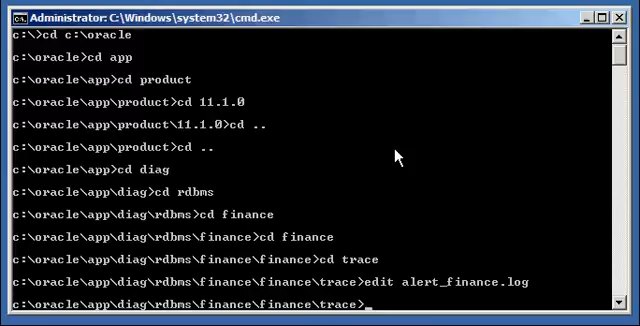 Administrator: C:\Windows\system32\cmd.exe
c:\>cd c:\oracle
c:\oracle>cd app
c:\oracle\app>cd product
c:\oracle\app\product>cd 11.1.0
c:\oracle\app\product\11.1.0>cd ..
c:\oracle\app\product>cd ..
c:\oracle\app>cd diag
c:\oracle\app\diag>cd rdbms
c:\oracle\app\diag\rdbms>cd finance
c:\oracle\app\diag\rdbms\finance>cd finance
c:\oracle\app\diag\rdbms\finance\finance>cd trace
c:\oracle\app\diag\rdbms\finance\finance\trace>edit alert_finance.log
c:\oracle\app\diag\rdbms\finance\finance\trace>_